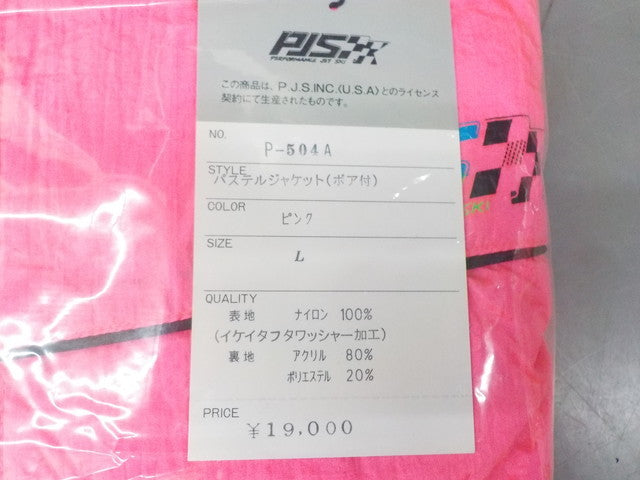 PJS
PERFORMANCE JET SKI
この商品は、P.J.S.INC.(U.S.A)とのライセンス
契約にて生産されたものです。
NO.
P-504A
STYLE
パステルジャケット(ボア付)
COLOR
ピンク
SIZE
L
QUALITY
表地 ナイロン 100%
(イケイタフタワッシャー加工)
裏地 アクリル 80%
ポリエステル 20%
PRICE
¥19,000